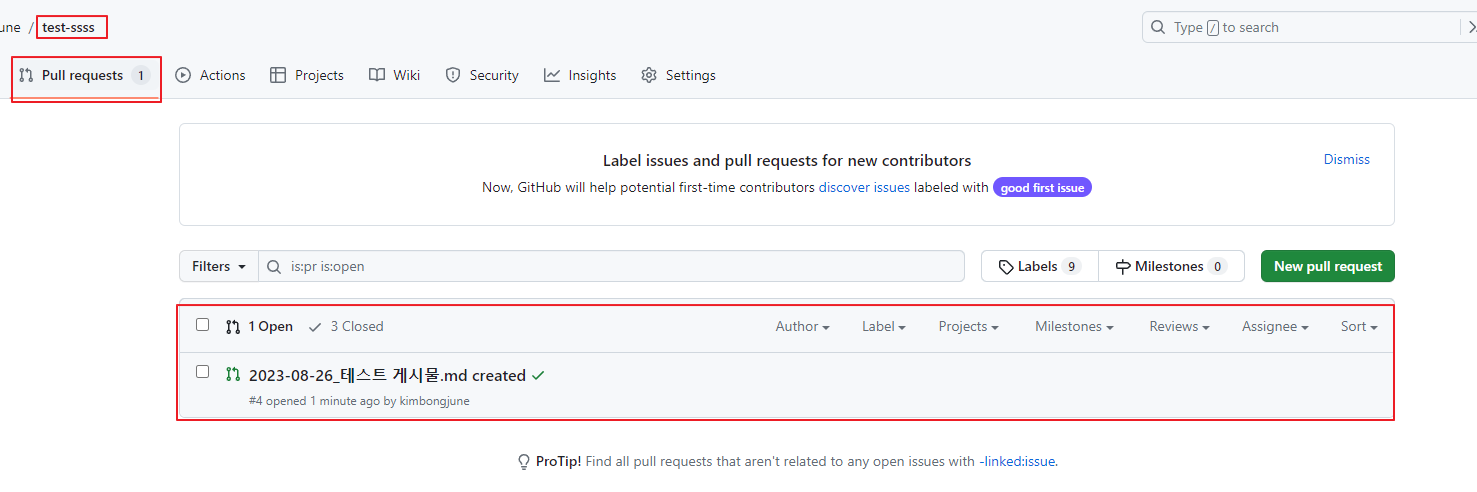 une / test-ssss
Type / to search
Pull requests 1 Actions Projects Wiki Security Insights Settings
Label issues and pull requests for new contributors
Dismiss
Now, GitHub will help potential first-time contributors discover issues labeled with good first issue
Filters is:pr is:open Labels 9 Milestones 0 New pull request
1 Open 3 Closed Author Label Projects Milestones Reviews Assignee Sort
2023-08-26_테스트 게시물.md created
#4 opened 1 minute ago by kimbongjune
ProTip! Find all pull requests that aren't related to any open issues with -linked:issue.